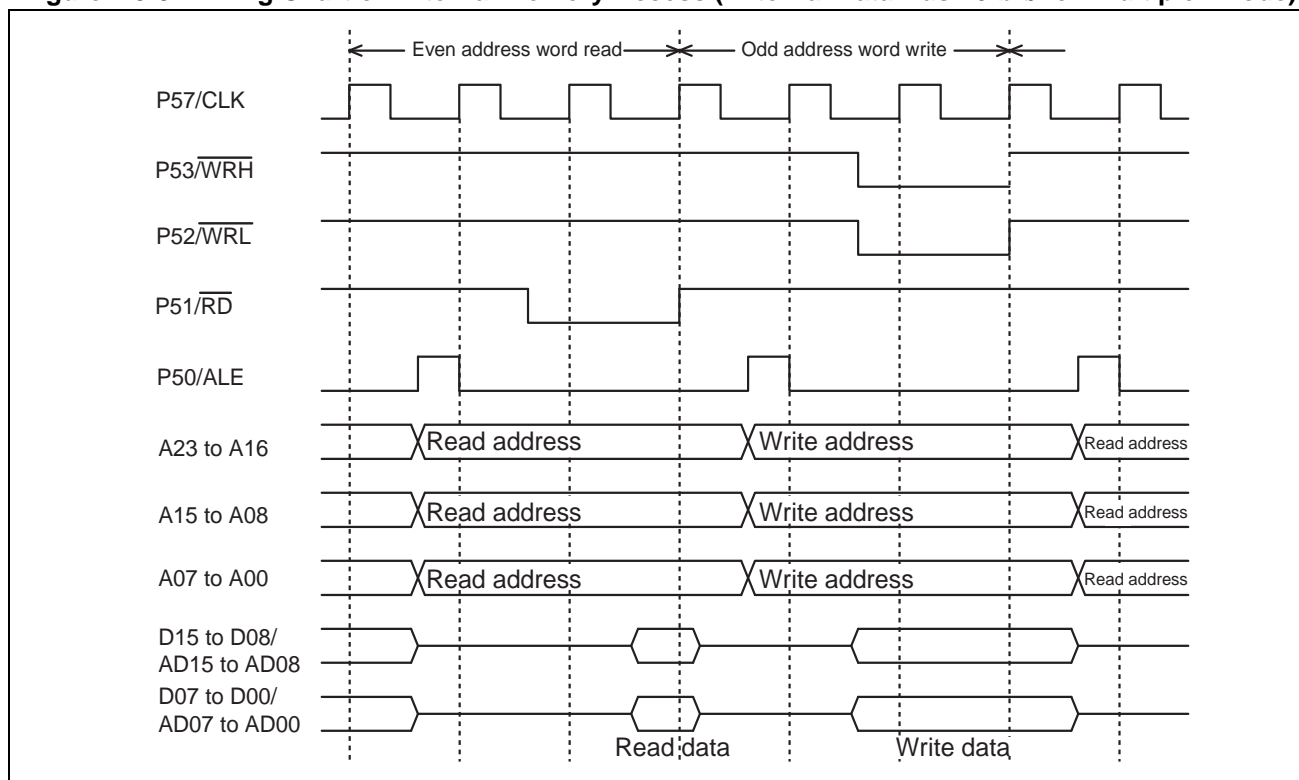 Even address word read
Odd address word write
P57/CLK
P53/WRH
P52/WRL
P51/RD
P50/ALE
A23 to A16
Read address
Write address
Read address
A15 to A08
Read address
Write address
Read address
A07 to A00
Read address
Write address
Read address
D15 to D08/
AD15 to AD08
D07 to D00/
AD07 to AD00
Read data
Write data